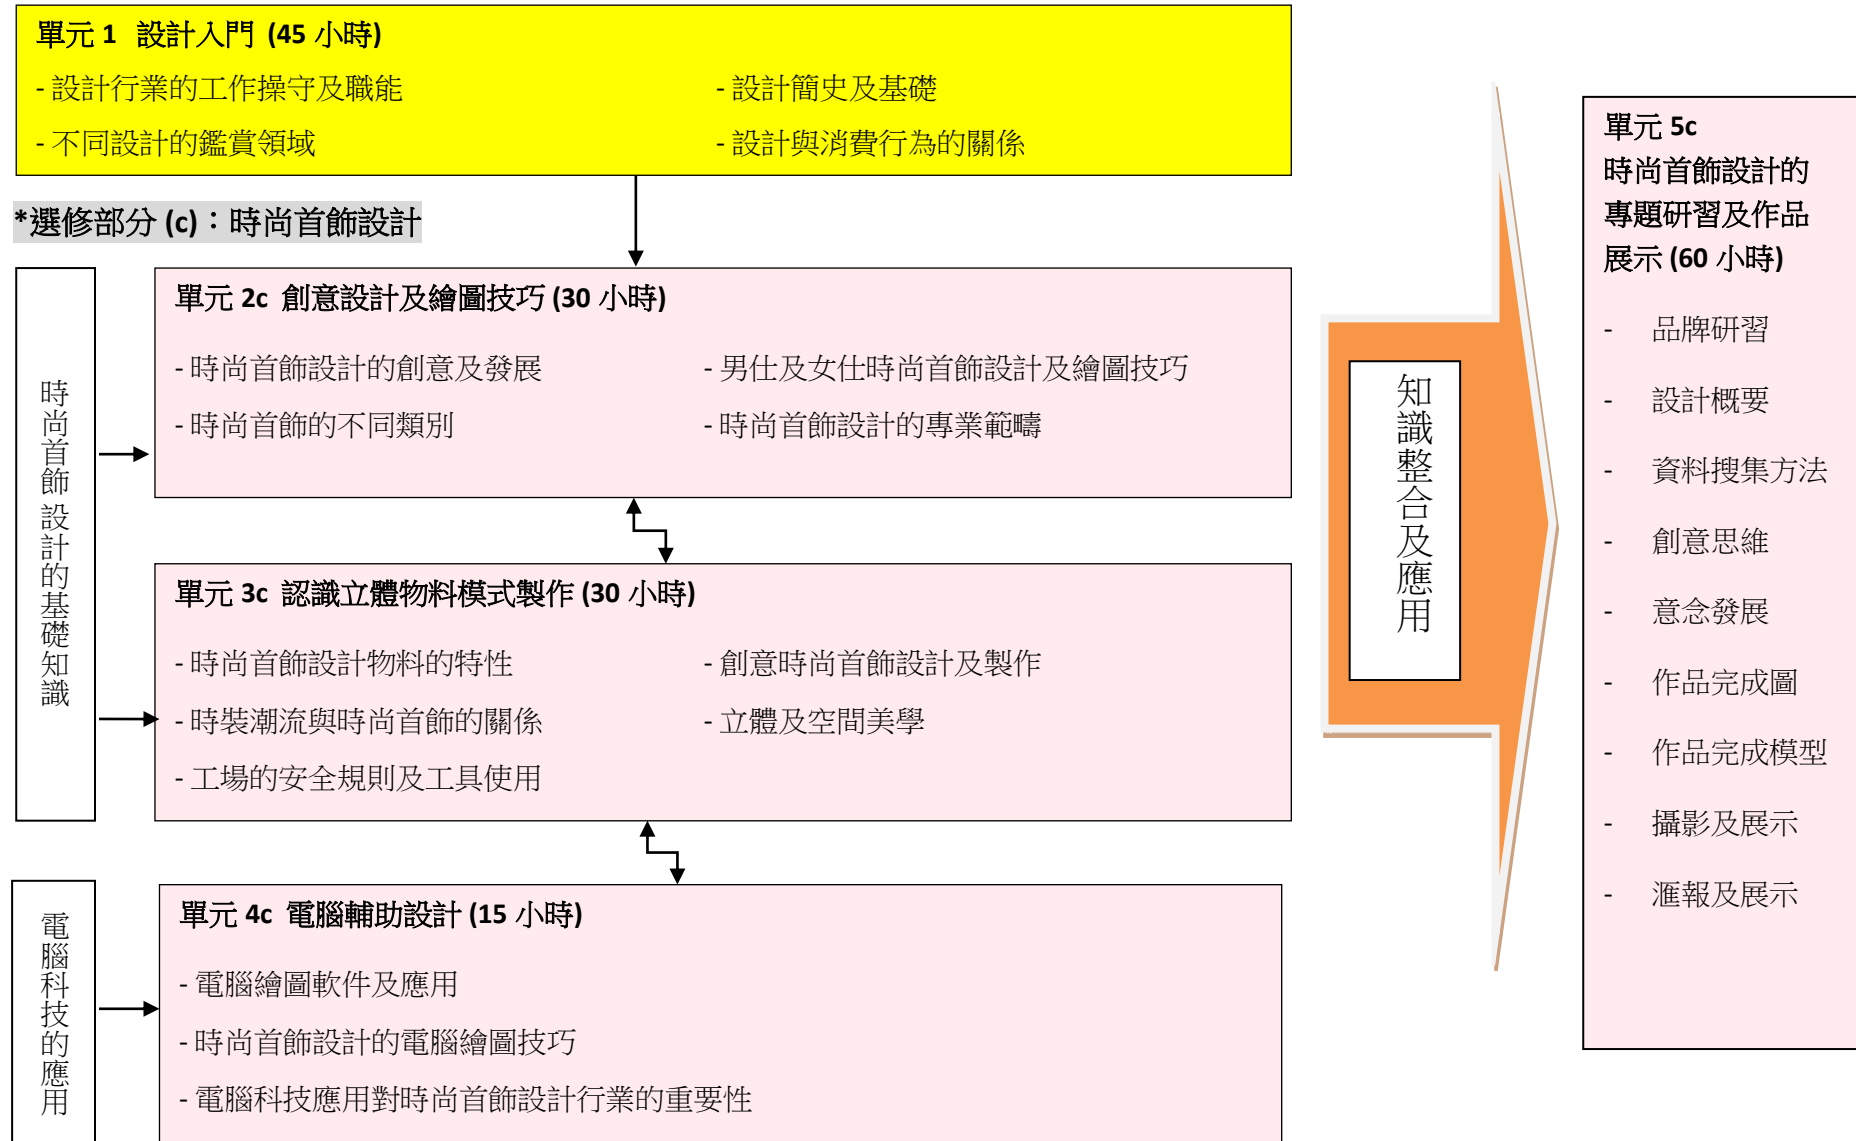 單元 1 設計入門 (45 小時)
- 設計行業的工作操守及職能
- 設計簡史及基礎
- 不同設計的鑑賞領域
- 設計與消費行為的關係
*選修部分 (c)：時尚首飾設計
時尚首飾 設計的基礎知識
單元 2c 創意設計及繪圖技巧 (30 小時)
- 時尚首飾設計的創意及發展
- 男仕及女仕時尚首飾設計及繪圖技巧
- 時尚首飾的不同類別
- 時尚首飾設計的專業範疇
單元 3c 認識立體物料模式製作 (30 小時)
- 時尚首飾設計物料的特性
- 創意時尚首飾設計及製作
- 時裝潮流與時尚首飾的關係
- 立體及空間美學
- 工場的安全規則及工具使用
電腦科技的應用
單元 4c 電腦輔助設計 (15 小時)
- 電腦繪圖軟件及應用
- 時尚首飾設計的電腦繪圖技巧
- 電腦科技應用對時尚首飾設計行業的重要性
知識整合及應用
單元 5c
時尚首飾設計的
專題研習及作品
展示 (60 小時)
- 品牌研習
- 設計概要
- 資料搜集方法
- 創意思維
- 意念發展
- 作品完成圖
- 作品完成模型
- 攝影及展示
- 滙報及展示